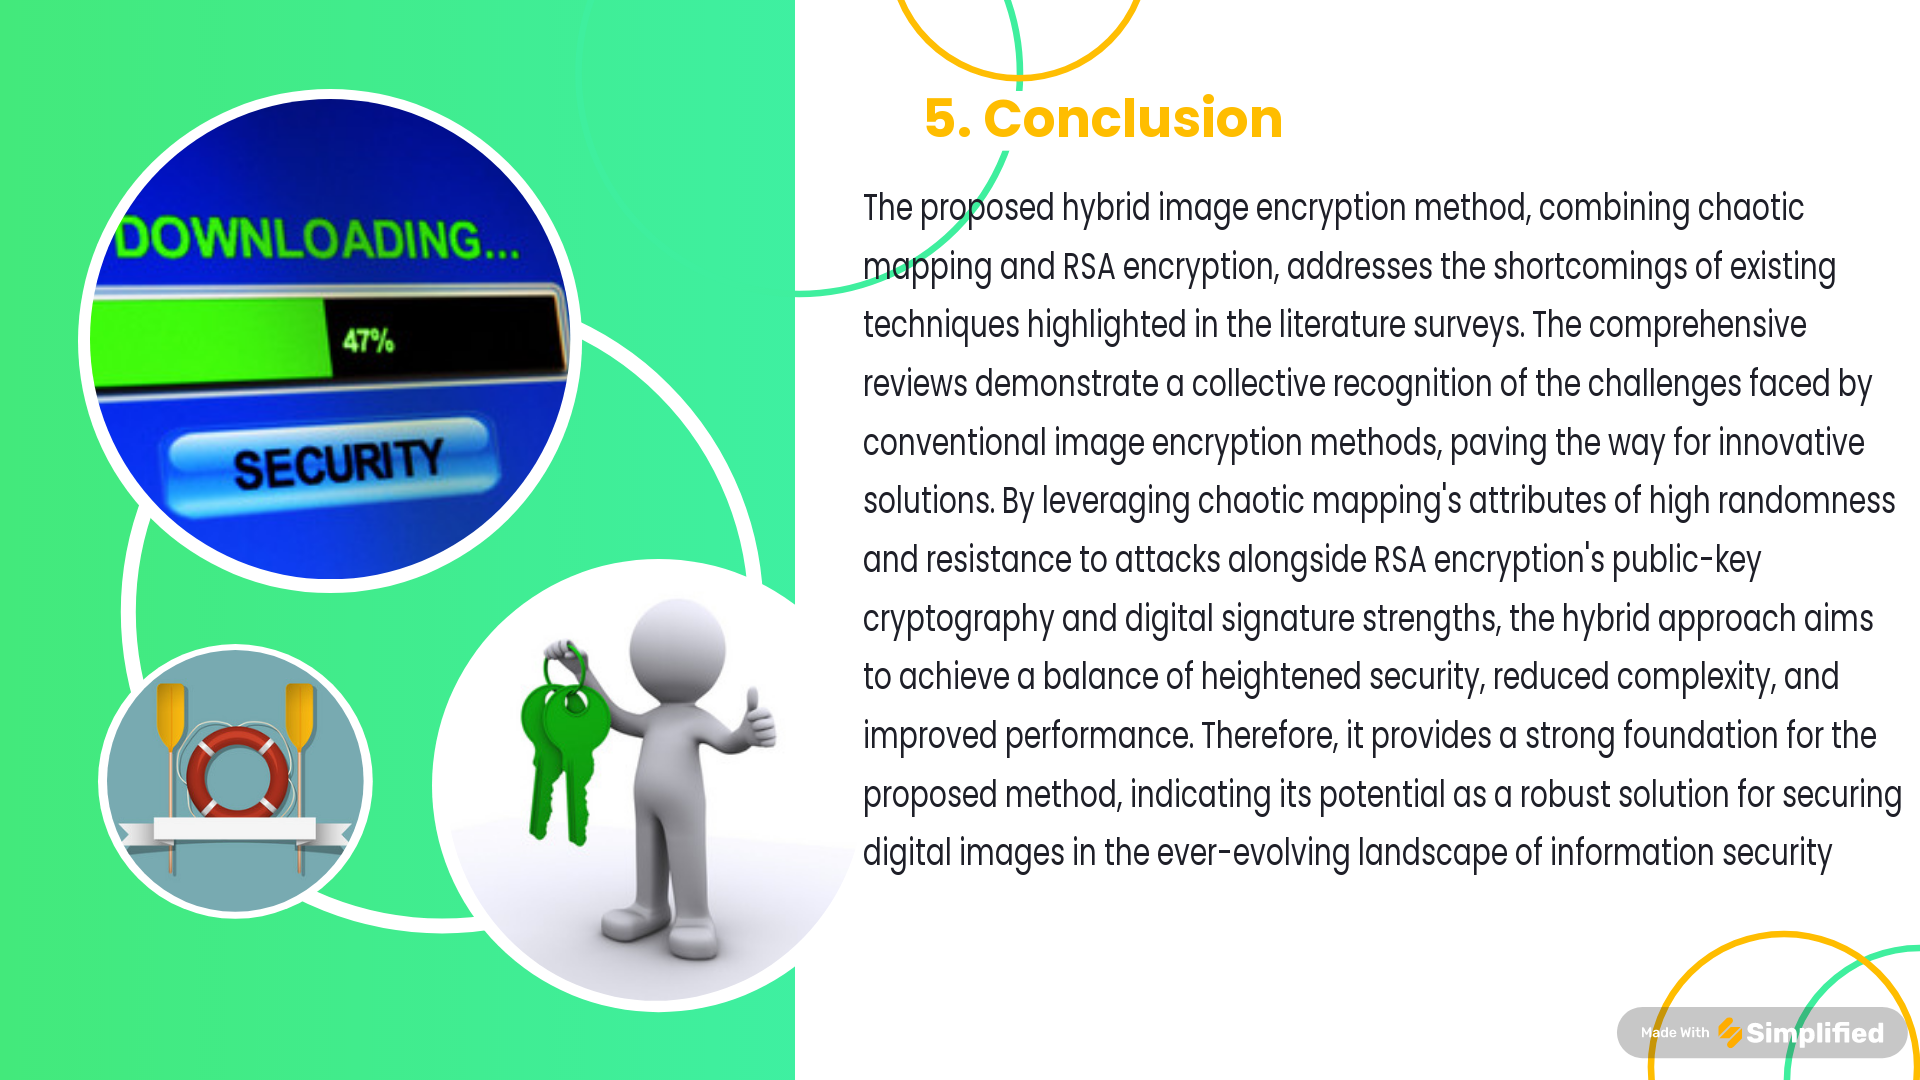 DOWNLOADING...
47%
SECURITY
5. Conclusion
The proposed hybrid image encryption method, combining chaotic
mapping and RSA encryption, addresses the shortcomings of existing
techniques highlighted in the literature surveys. The comprehensive
reviews demonstrate a collective recognition of the challenges faced by
conventional image encryption methods, paving the way for innovative
solutions. By leveraging chaotic mapping's attributes of high randomness
and resistance to attacks alongside RSA encryption's public-key
cryptography and digital signature strengths, the hybrid approach aims
to achieve a balance of heightened security, reduced complexity, and
improved performance. Therefore, it provides a strong foundation for the
proposed method, indicating its potential as a robust solution for securing
digital images in the ever-evolving landscape of information security
Made With Simplified